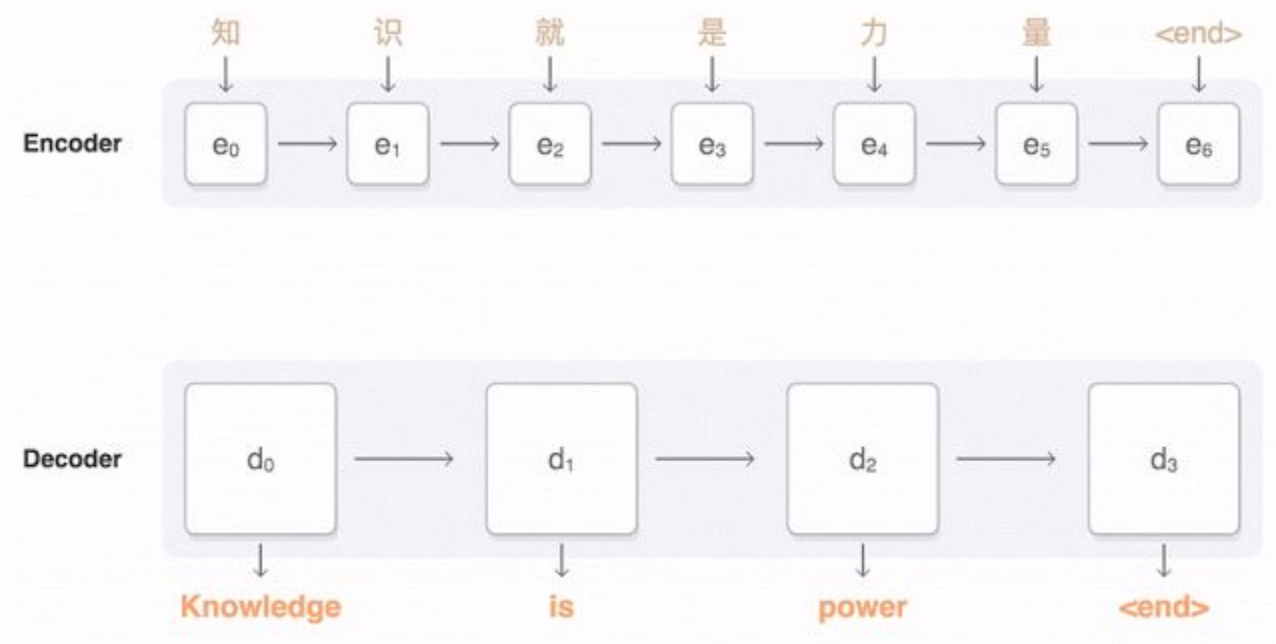 知 识 就 是 力 量 <end>
Encoder e₀ e₁ e₂ e₃ e₄ e₅ e₆
Decoder d₀ d₁ d₂ d₃
Knowledge is power <end>